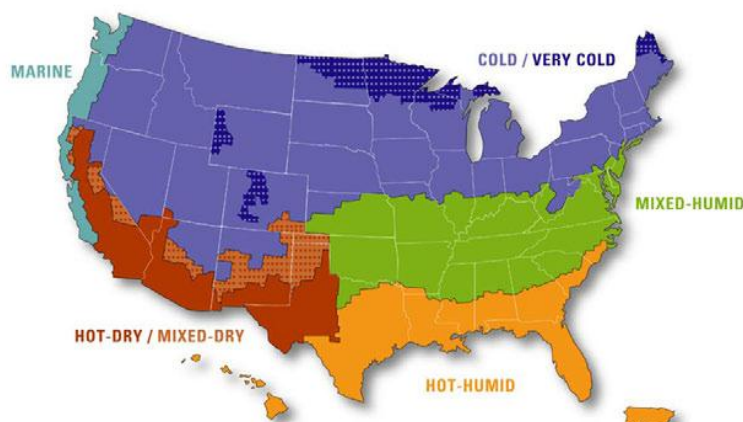 COLD / VERY COLD
MARINE
MIXED-HUMID
HOT-DRY / MIXED-DRY
HOT-HUMID